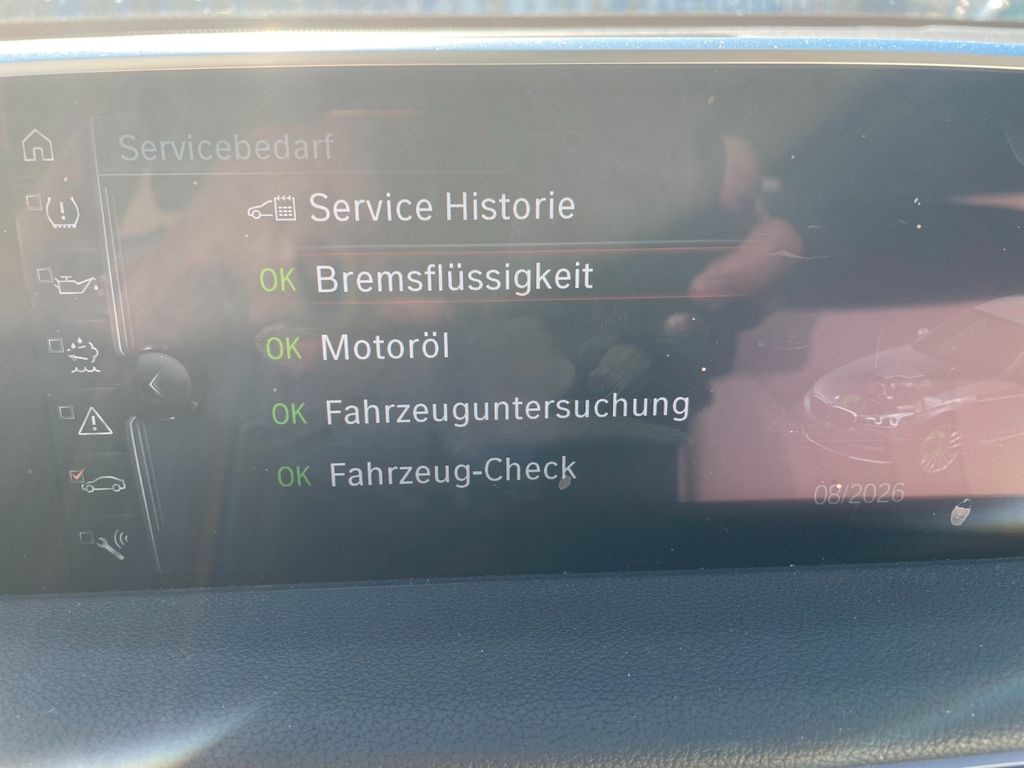 Servicebedarf
Service Historie
OK Bremsflüssigkeit
OK Motoröl
OK Fahrzeuguntersuchung
OK Fahrzeug-Check
08/2026